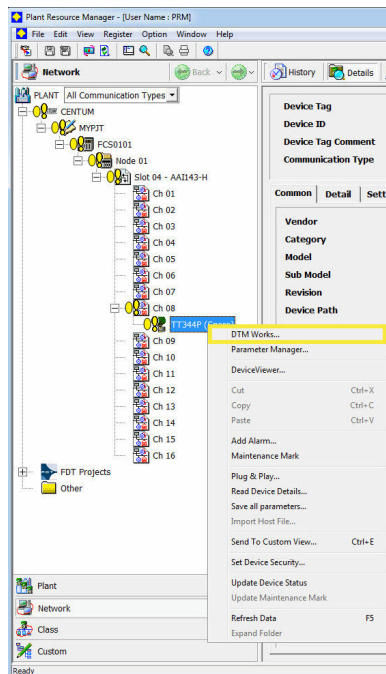 Plant Resource Manager - [User Name : PRM]
File Edit View Register Option Window Help
Network Back History Details
PLANT All Communication Types
CENTUM
MYPJT
FCS0101
Node 01
Slot 04 - AAI143-H
Ch 01
Ch 02
Ch 03
Ch 04
Ch 05
Ch 06
Ch 07
Ch 08
TT344P
Ch 09
Ch 10
Ch 11
Ch 12
Ch 13
Ch 14
Ch 15
Ch 16
FDT Projects
Other
Device Tag
Device ID
Device Tag Comment
Communication Type
Common Detail Sett
Vendor
Category
Model
Sub Model
Revision
Device Path
DTM Works...
Parameter Manager...
DeviceViewer...
Cut Ctrl+X
Copy Ctrl+C
Paste Ctrl+V
Add Alarm...
Maintenance Mark
Plug & Play...
Read Device Details...
Save all parameters...
Import Host File...
Send To Custom View... Ctrl+E
Set Device Security...
Update Device Status
Update Maintenance Mark
Refresh Data F5
Expand Folder
Plant
Network
Class
Custom
Ready